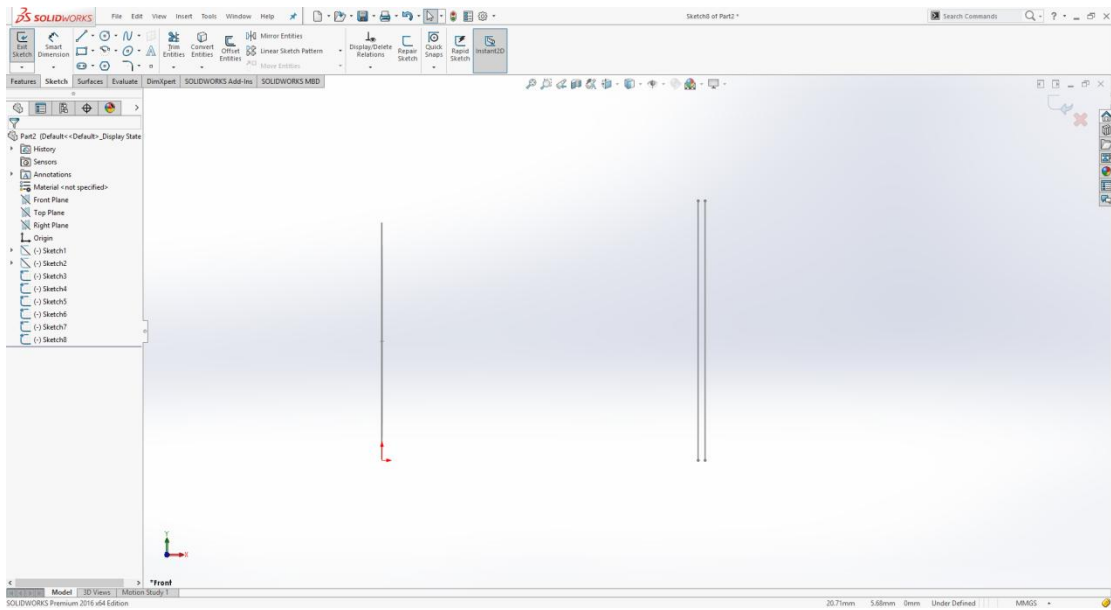 SOLIDWORKS File Edit View Insert Tools Window Help Sketch8 of Part2 * Search Commands
Exit Sketch Smart Dimension Trim Entities Convert Entities Offset Entities Mirror Entities Linear Sketch Pattern Move Entities Display/Delete Relations Repair Sketch Quick Snaps Rapid Sketch Instant2D
Features Sketch Surfaces Evaluate DimXpert SOLIDWORKS Add-Ins SOLIDWORKS MBD
Part2 (Default<<Default>_Display State
History
Sensors
Annotations
Material <not specified>
Front Plane
Top Plane
Right Plane
Origin
(-) Sketch1
(-) Sketch2
(-) Sketch3
(-) Sketch4
(-) Sketch5
(-) Sketch6
(-) Sketch7
(-) Sketch8
Y
X
*Front
Model 3D Views Motion Study 1
SOLIDWORKS Premium 2016 x64 Edition 20.71mm 5.68mm 0mm Under Defined MMGS